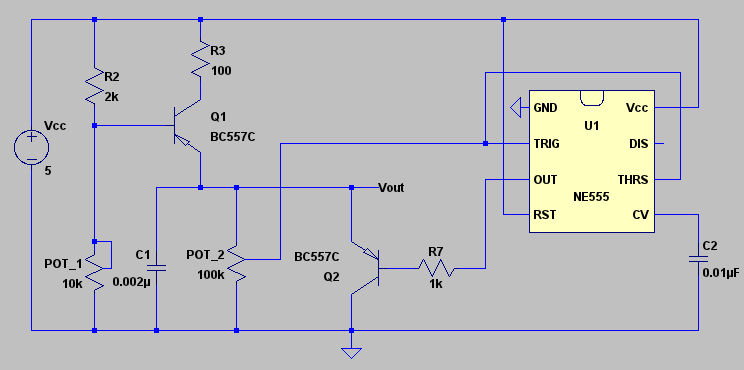 Vcc
5
R2
2k
POT_1
10k
R3
100
Q1
BC557C
C1
0.002µ
POT_2
100k
Vout
BC557C
Q2
R7
1k
GND
Vcc
U1
TRIG
DIS
OUT
THRS
NE555
RST
CV
C2
0.01µF